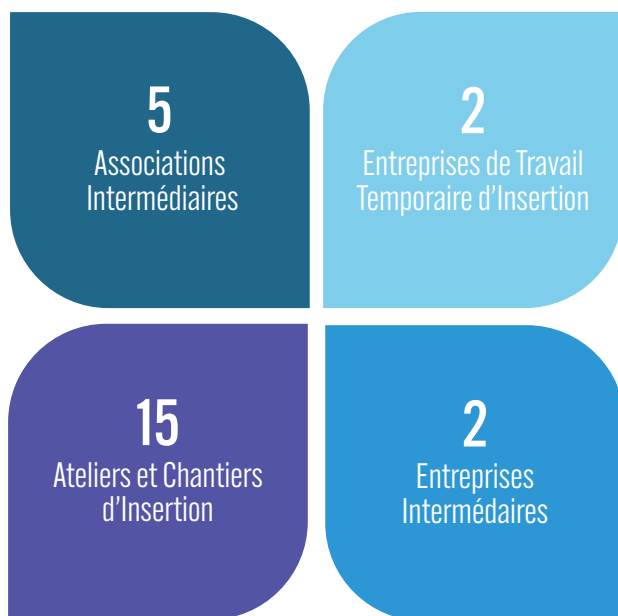 5
Associations
Intermédiaires
2
Entreprises de Travail
Temporaire d'Insertion
15
Ateliers et Chantiers
d'Insertion
2
Entreprises
Intermédaires